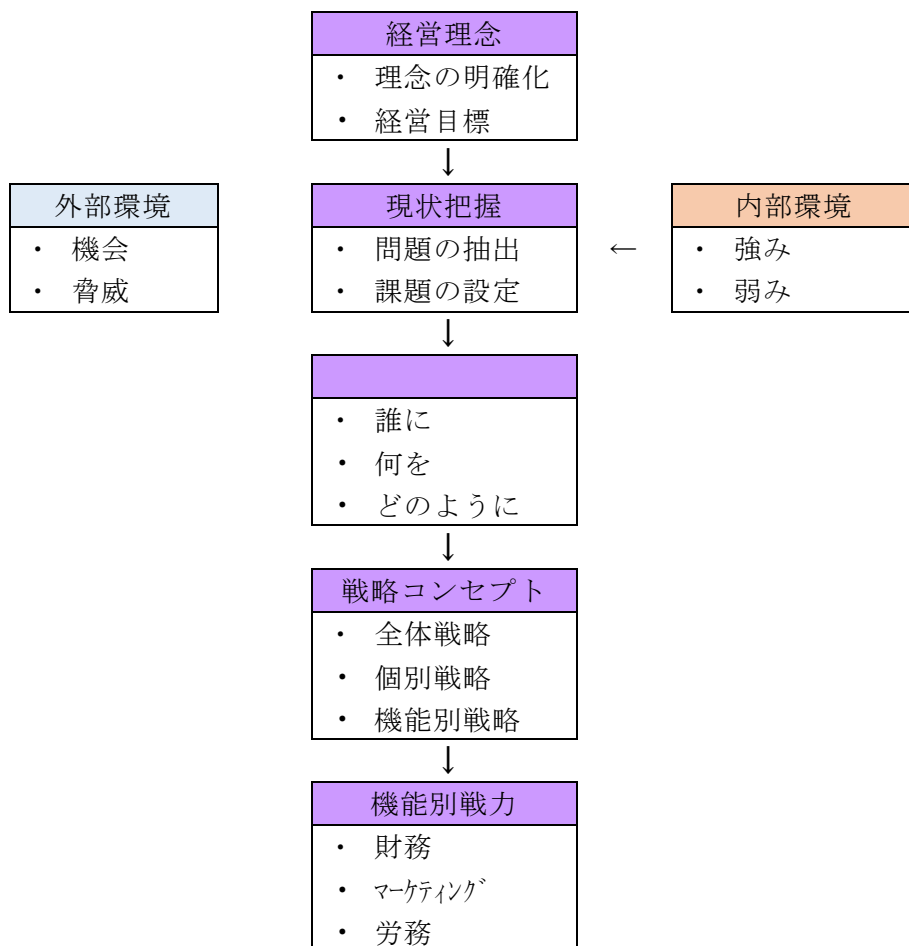 経営理念
・ 理念の明確化
・ 経営目標
↓
外部環境
・ 機会
・ 脅威
現状把握
・ 問題の抽出
・ 課題の設定
←
内部環境
・ 強み
・ 弱み
↓
・ 誰に
・ 何を
・ どのように
↓
戦略コンセプト
・ 全体戦略
・ 個別戦略
・ 機能別戦略
↓
機能別戦力
・ 財務
・ ﾏｰｹﾃｨﾝｸﾞ
・ 労務